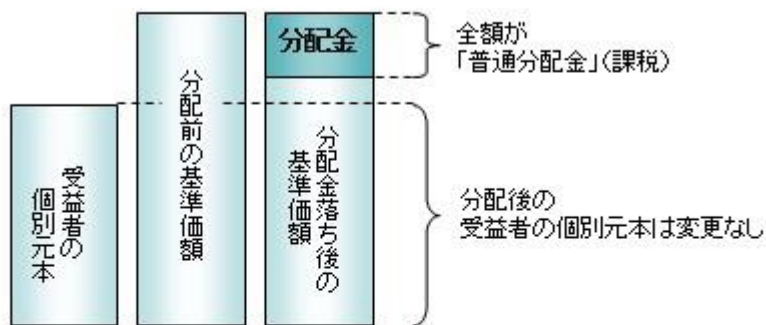 受益者の
個別元本
分配前の基準価額
分配金
分配金落ち後の
基準価額
全額が
「普通分配金」(課税)
分配後の
受益者の個別元本は変更なし